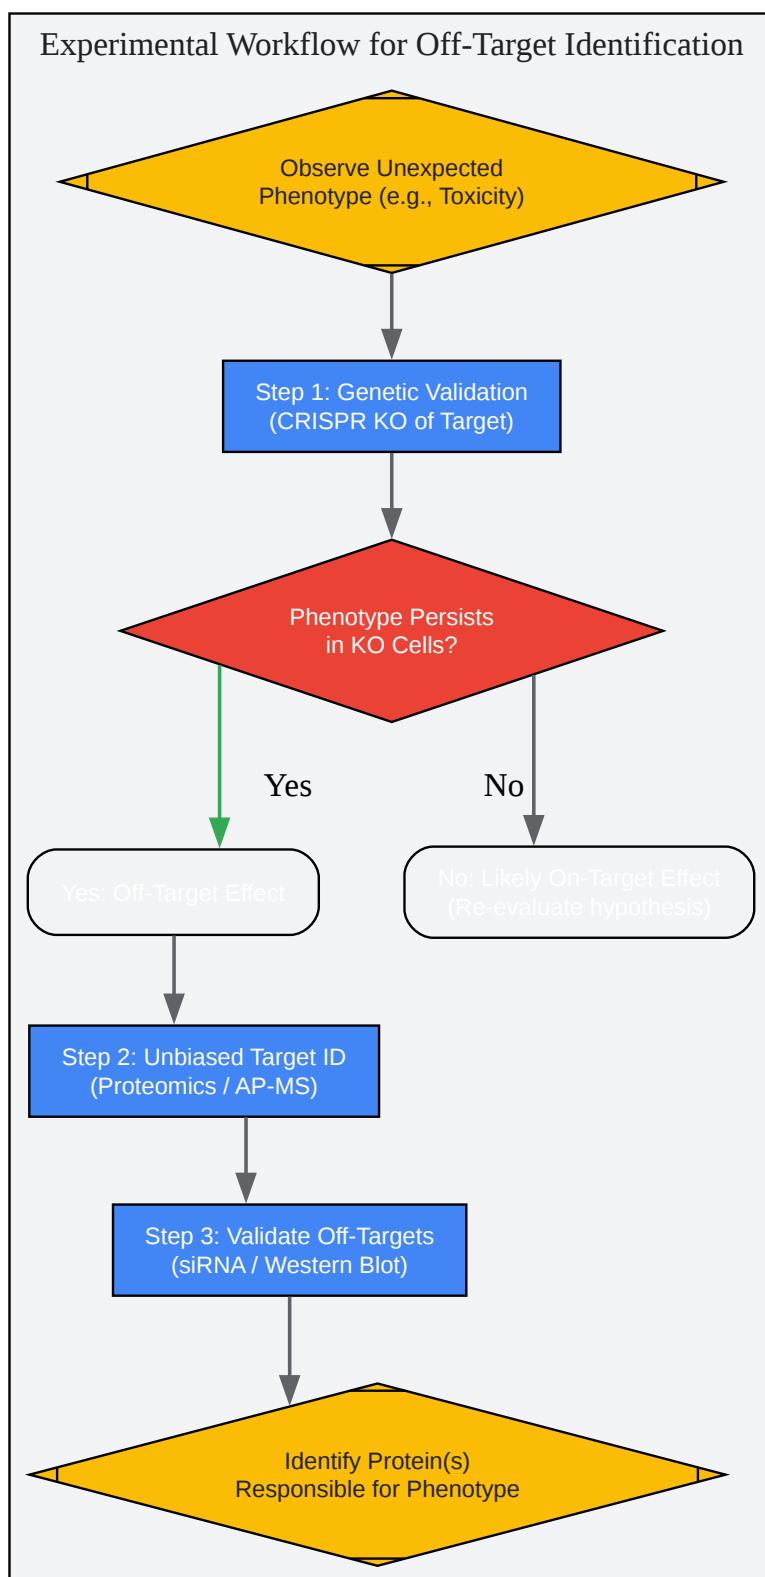 Experimental Workflow for Off-Target Identification
Observe Unexpected
Phenotype (e.g., Toxicity)
Step 1: Genetic Validation
(CRISPR KO of Target)
Phenotype Persists
in KO Cells?
Yes
No
Yes: Off-Target Effect
No: Likely On-Target Effect
(Re-evaluate hypothesis)
Step 2: Unbiased Target ID
(Proteomics / AP-MS)
Step 3: Validate Off-Targets
(siRNA / Western Blot)
Identify Protein(s)
Responsible for Phenotype